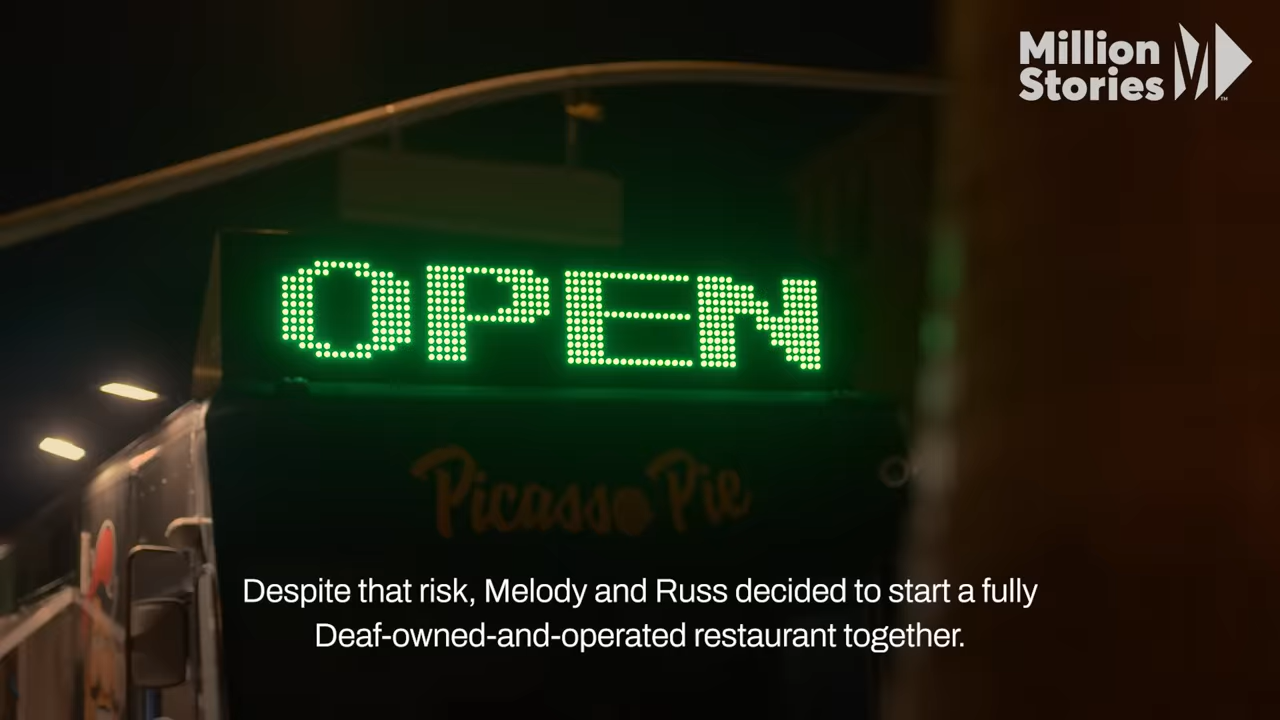 Million
Stories
OPEN
Picasso Pie
Despite that risk, Melody and Russ decided to start a fully
Deaf-owned-and-operated restaurant together.